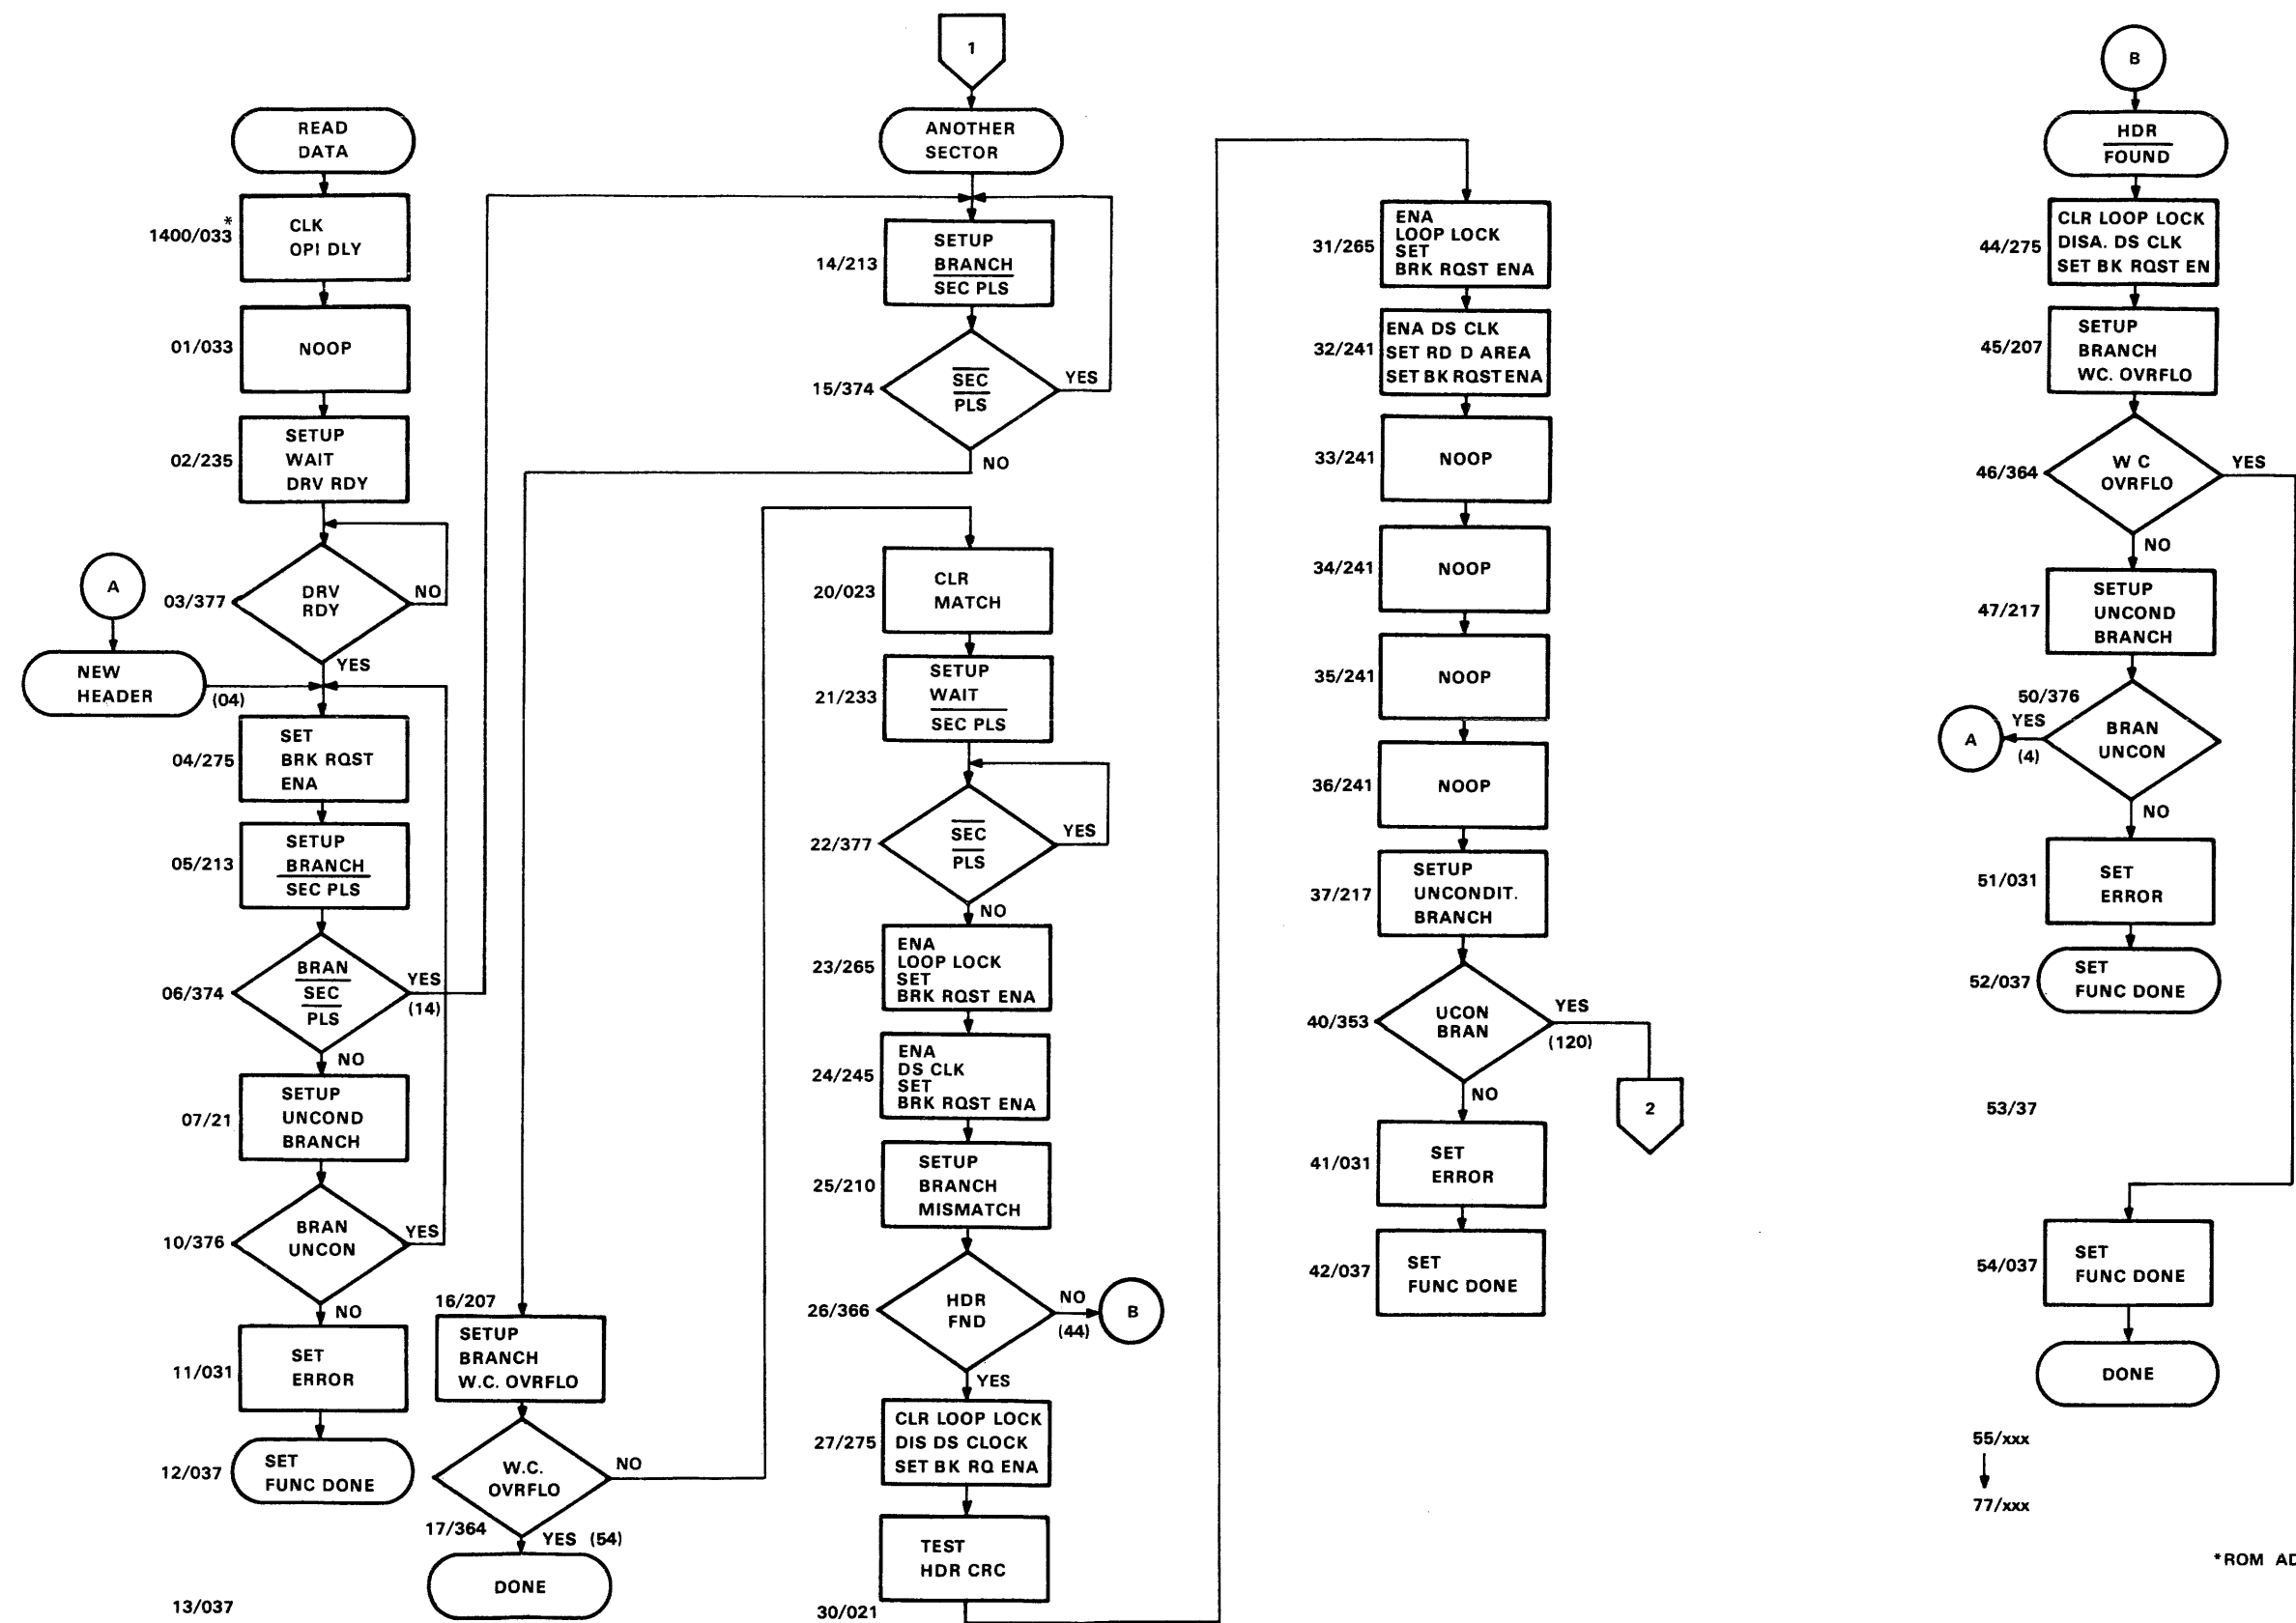 READ
DATA
*
1400/033
CLK
OPI DLY
01/033
NOOP
02/235
SETUP
WAIT
DRV RDY
A
03/377
DRV
RDY
NO
YES
NEW
HEADER
(04)
04/275
SET
BRK RQST
ENA
05/213
SETUP
BRANCH
SEC PLS
06/374
BRAN
SEC
PLS
YES
(14)
NO
07/21
SETUP
UNCOND
BRANCH
10/376
BRAN
UNCON
YES
NO
11/031
SET
ERROR
12/037
SET
FUNC DONE
13/037
16/207
SETUP
BRANCH
W.C. OVRFLO
W.C.
OVRFLO
NO
17/364
YES (54)
DONE
1
ANOTHER
SECTOR
14/213
SETUP
BRANCH
SEC PLS
15/374
SEC
PLS
YES
NO
20/023
CLR
MATCH
21/233
SETUP
WAIT
SEC PLS
22/377
SEC
PLS
YES
NO
23/265
ENA
LOOP LOCK
SET
BRK RQST ENA
24/245
ENA
DS CLK
SET
BRK RQST ENA
25/210
SETUP
BRANCH
MISMATCH
26/366
HDR
FND
NO
(44)
B
YES
27/275
CLR LOOP LOCK
DIS DS CLOCK
SET BK RQ ENA
TEST
HDR CRC
30/021
31/265
ENA
LOOP LOCK
SET
BRK RQST ENA
32/241
ENA DS CLK
SET RD D AREA
SET BK RQST ENA
33/241
NOOP
34/241
NOOP
35/241
NOOP
36/241
NOOP
37/217
SETUP
UNCONDIT.
BRANCH
40/353
UCON
BRAN
YES
(120)
NO
2
41/031
SET
ERROR
42/037
SET
FUNC DONE
B
HDR
FOUND
44/275
CLR LOOP LOCK
DISA. DS CLK
SET BK RQST EN
45/207
SETUP
BRANCH
WC. OVRFLO
46/364
W C
OVRFLO
YES
NO
47/217
SETUP
UNCOND
BRANCH
50/376
YES
(4)
A
BRAN
UNCON
NO
51/031
SET
ERROR
52/037
SET
FUNC DONE
53/37
54/037
SET
FUNC DONE
DONE
55/xxx
77/xxx
*ROM AD